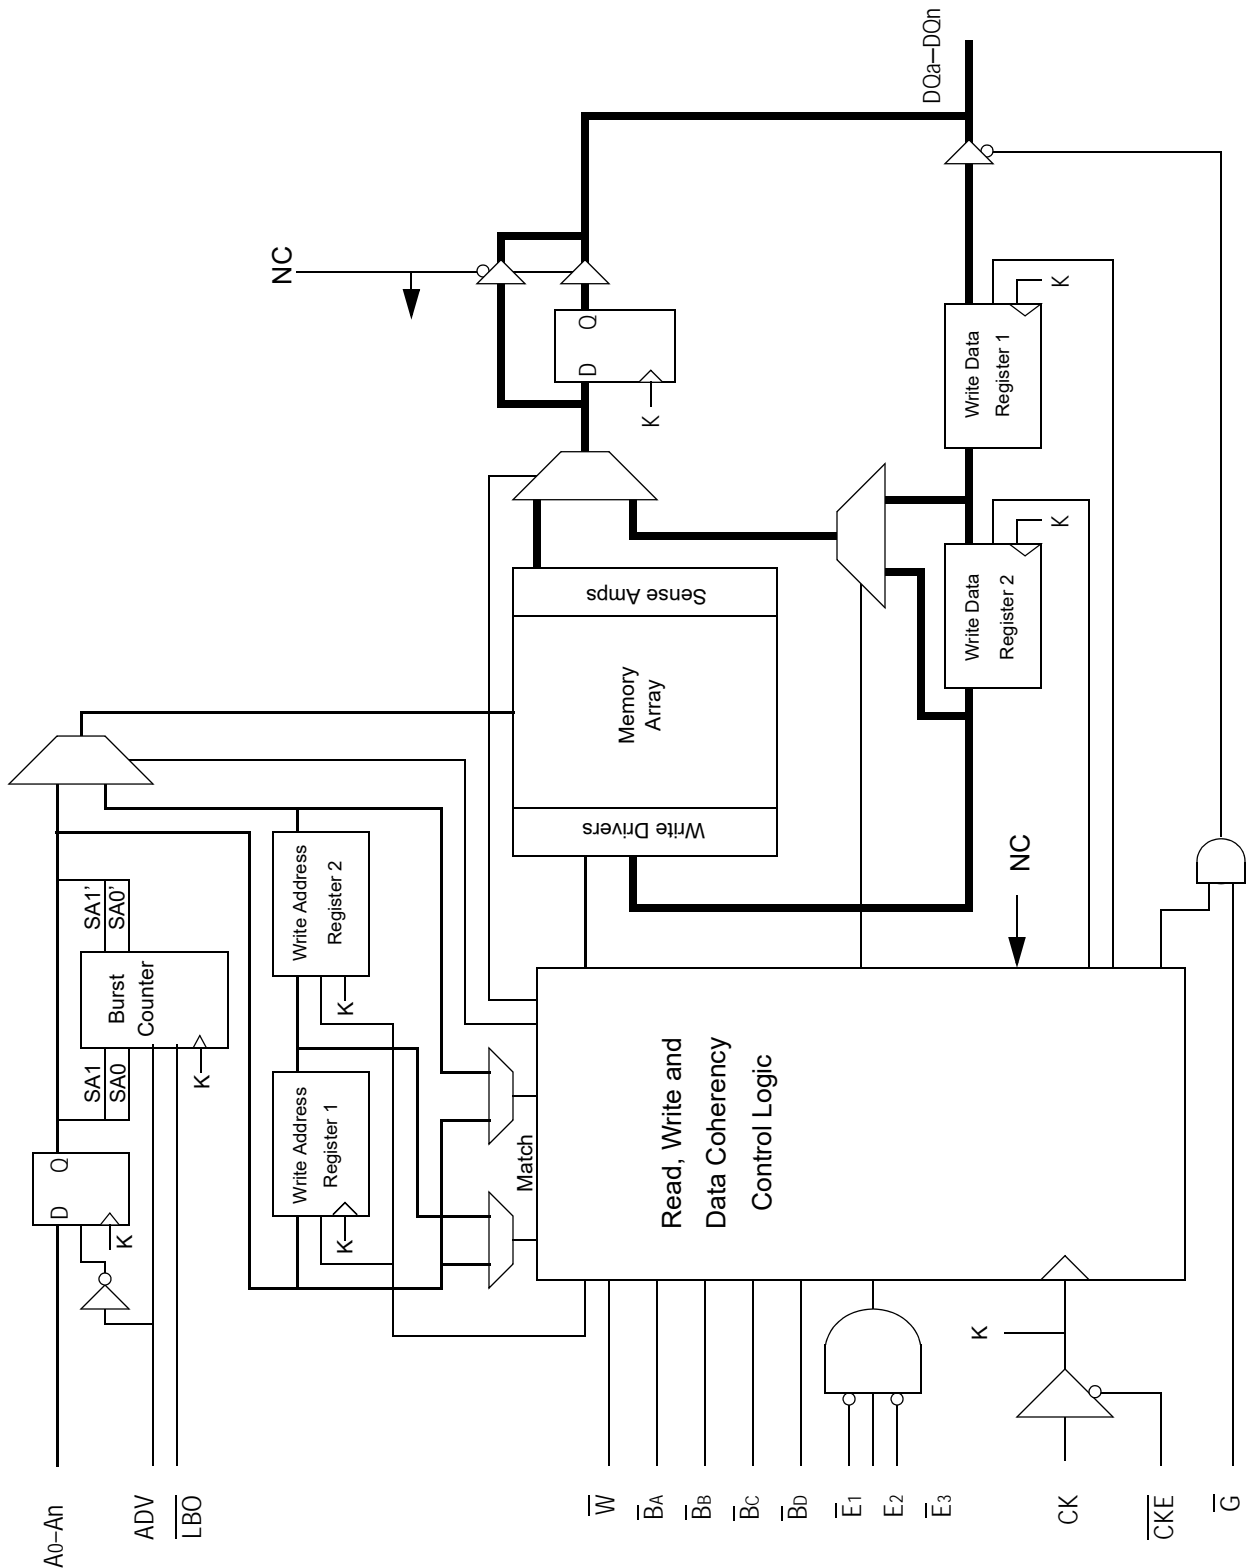 A0–An
ADV
LBO
W
BA
BB
BC
BD
E1
E2
E3
CK
CKE
G
D
Q
K
SA1
SA0
Burst
Counter
SA1’
SA0’
K
Write Address
Register 1
K
Write Address
Register 2
K
Match
Read, Write and
Data Coherency
Control Logic
K
NC
Write Drivers
Memory
Array
Sense Amps
Write Data
Register 2
K
Write Data
Register 1
K
D
Q
K
NC
DQa–DQn